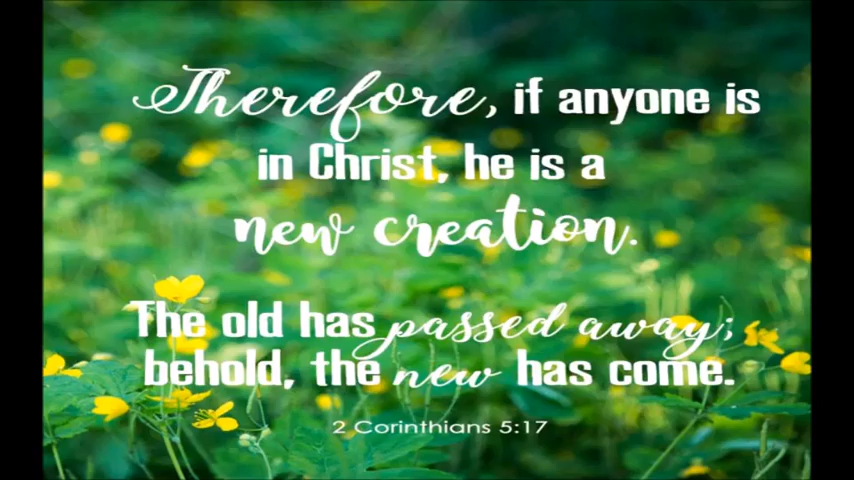 Therefore, if anyone is
in Christ, he is a
new creation.
The old has passed away;
behold, the new has come.
2 Corinthians 5:17